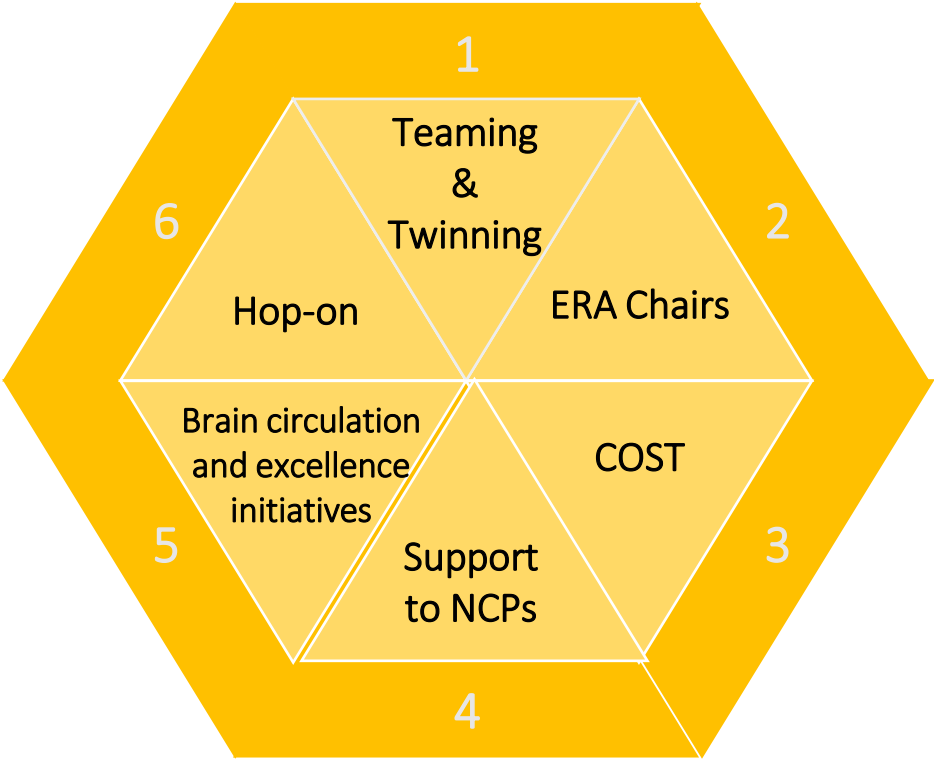 1
Teaming
&
Twinning
2
ERA Chairs
3
COST
4
Support
to NCPs
5
Brain circulation
and excellence
initiatives
6
Hop-on